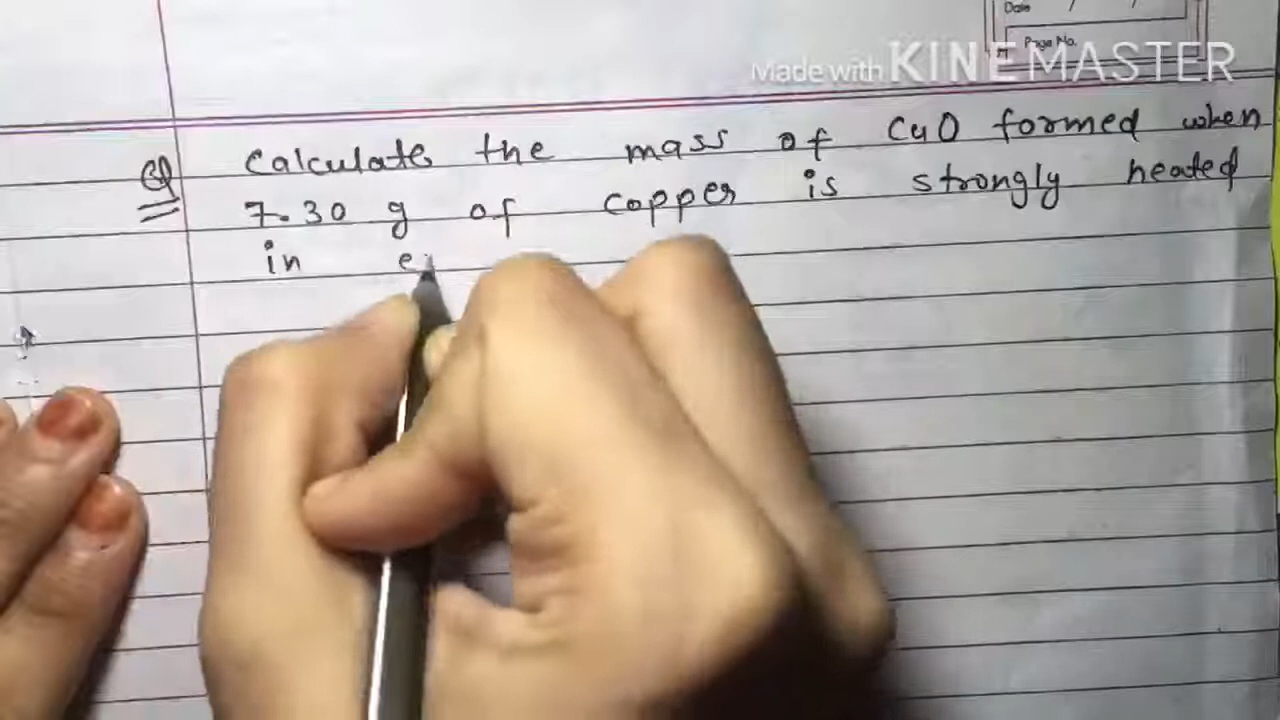 Date / /
Page No.
Made with KINEMASTER
Q Calculate the mass of CuO formed when
7.30 g of copper is strongly heated
in e